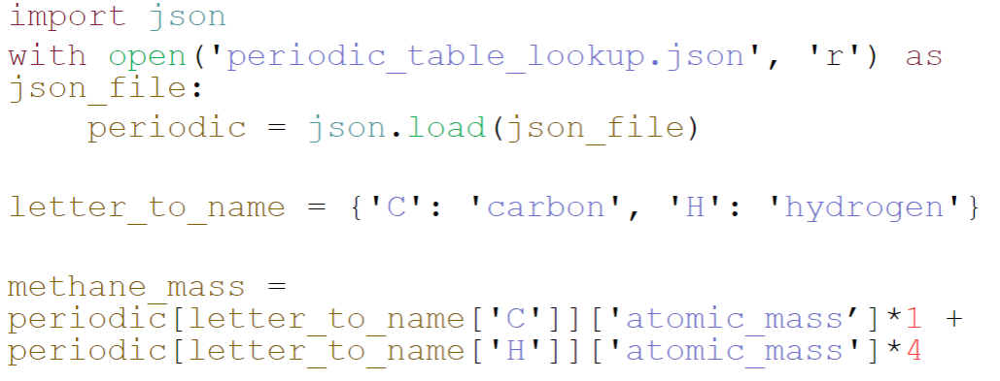 import json
with open('periodic_table_lookup.json', 'r') as
json_file:
    periodic = json.load(json_file)
letter_to_name = {'C': 'carbon', 'H': 'hydrogen'}
methane_mass =
periodic[letter_to_name['C']]['atomic_mass’]*1 +
periodic[letter_to_name['H']]['atomic_mass']*4